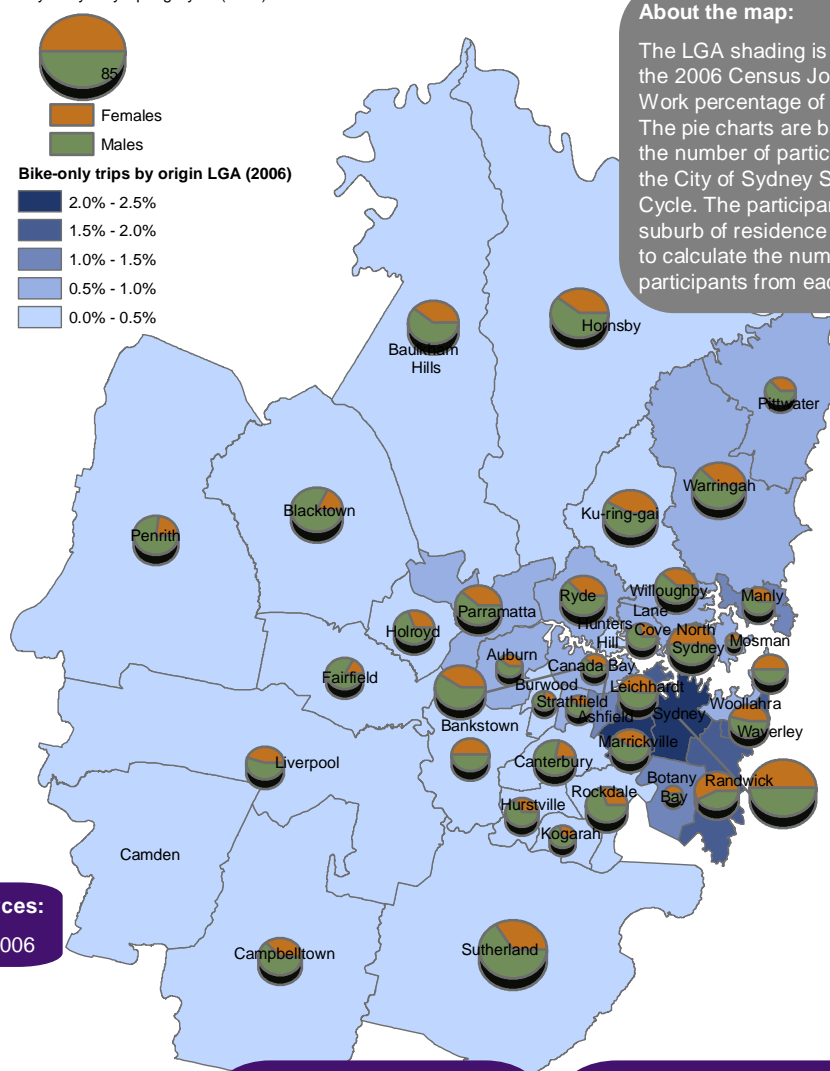 85
Females
Males
Bike-only trips by origin LGA (2006)
2.0% - 2.5%
1.5% - 2.0%
1.0% - 1.5%
0.5% - 1.0%
0.0% - 0.5%
About the map:
The LGA shading is
the 2006 Census Jo
Work percentage of
The pie charts are b
the number of partic
the City of Sydney S
Cycle. The participan
suburb of residence
to calculate the num
participants from eac
Hornsby
Baulkham
Hills
Pittwater
Warringah
Ku-ring-gai
Blacktown
Penrith
Willoughby
Manly
Ryde
Parramatta
Lane
Cove
Hunters
Hill
North
Sydney
Mosman
Holroyd
Auburn
Canada Bay
Fairfield
Burwood
Leichhardt
Strathfield
Ashfield
Woollahra
Sydney
Bankstown
Waverley
Marrickville
Liverpool
Canterbury
Botany
Bay
Randwick
Rockdale
Hurstville
Kogarah
Camden
ces:
006
Campbelltown
Sutherland